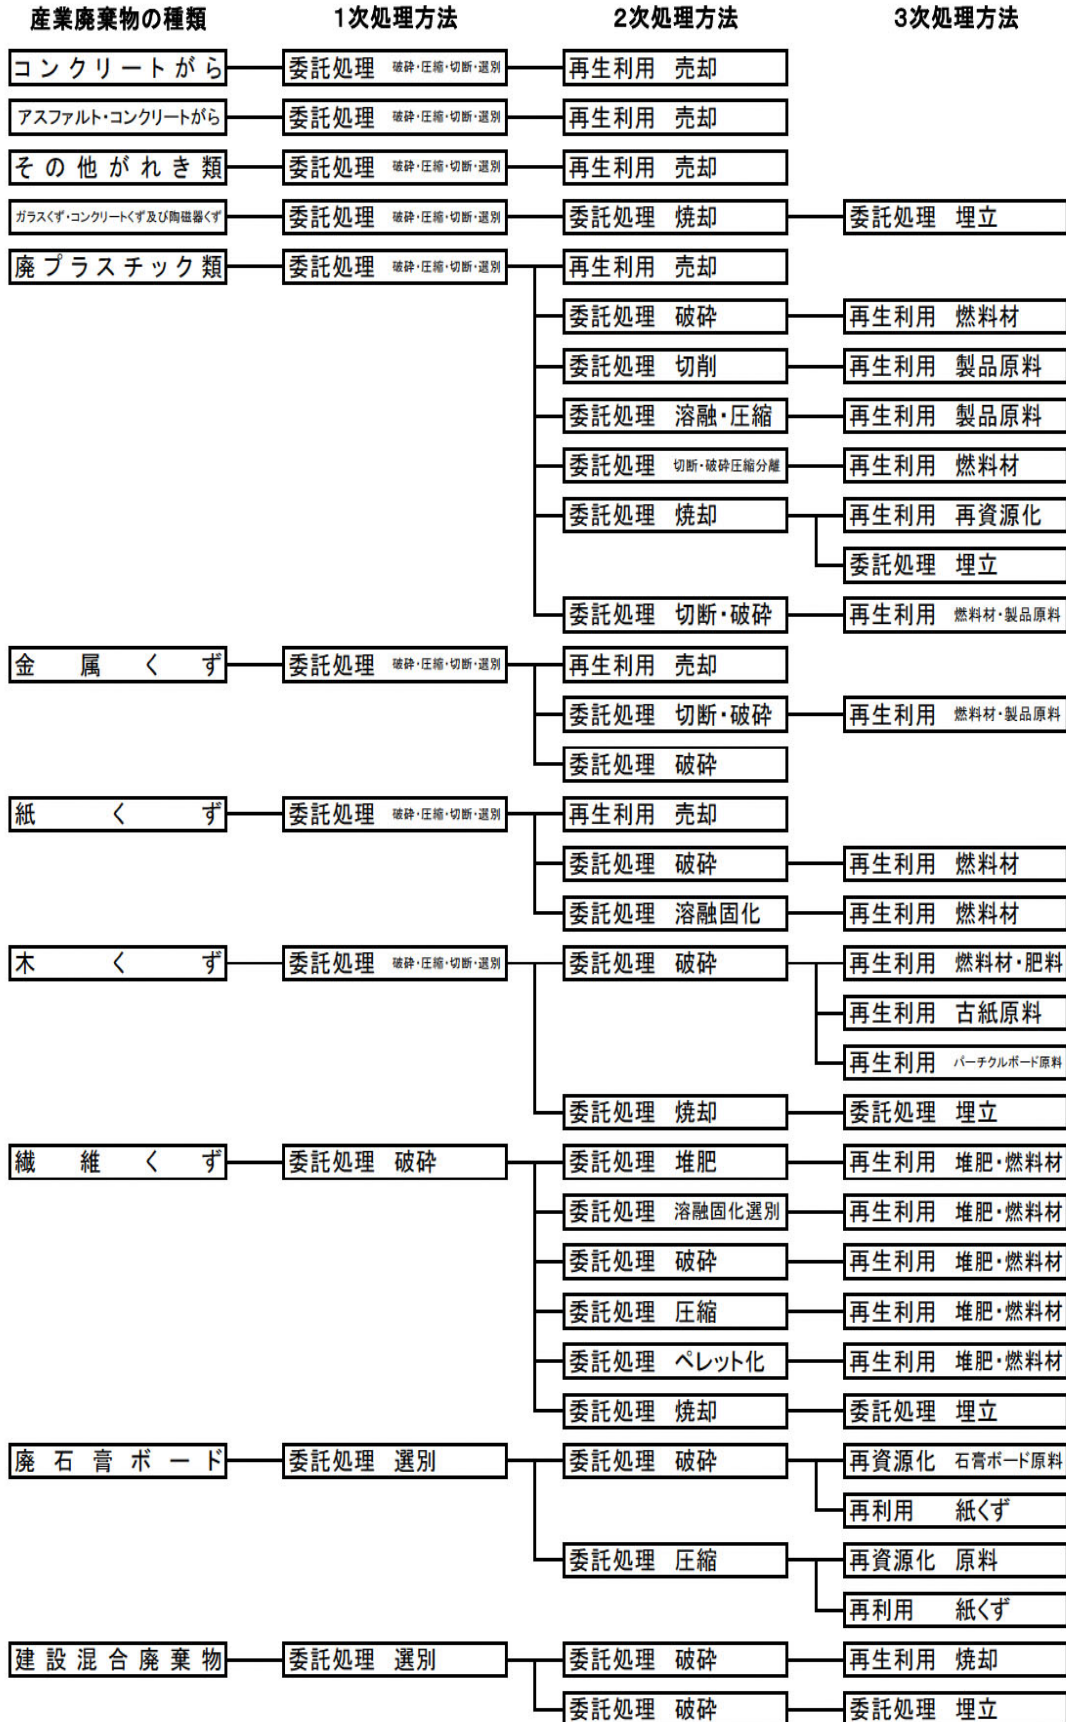 産業廃棄物の種類 1次処理方法 2次処理方法 3次処理方法
コンクリートがら 委託処理 破砕・圧縮・切断・選別 再生利用 売却
アスファルト・コンクリートがら 委託処理 破砕・圧縮・切断・選別 再生利用 売却
その他がれき類 委託処理 破砕・圧縮・切断・選別 再生利用 売却
ガラスくず・コンクリートくず及び陶磁器くず 委託処理 破砕・圧縮・切断・選別 委託処理 焼却 委託処理 埋立
廃プラスチック類 委託処理 破砕・圧縮・切断・選別 再生利用 売却
委託処理 破砕 再生利用 燃料材
委託処理 切削 再生利用 製品原料
委託処理 溶融・圧縮 再生利用 製品原料
委託処理 切断・破砕圧縮分離 再生利用 燃料材
委託処理 焼却 再生利用 再資源化
委託処理 埋立
委託処理 切断・破砕 再生利用 燃料材・製品原料
金属くず 委託処理 破砕・圧縮・切断・選別 再生利用 売却
委託処理 切断・破砕 再生利用 燃料材・製品原料
委託処理 破砕
紙くず 委託処理 破砕・圧縮・切断・選別 再生利用 売却
委託処理 破砕 再生利用 燃料材
委託処理 溶融固化 再生利用 燃料材
木くず 委託処理 破砕・圧縮・切断・選別 委託処理 破砕 再生利用 燃料材・肥料
再生利用 古紙原料
再生利用 パーチクルボード原料
委託処理 焼却 委託処理 埋立
繊維くず 委託処理 破砕 委託処理 堆肥 再生利用 堆肥・燃料材
委託処理 溶融固化選別 再生利用 堆肥・燃料材
委託処理 破砕 再生利用 堆肥・燃料材
委託処理 圧縮 再生利用 堆肥・燃料材
委託処理 ペレット化 再生利用 堆肥・燃料材
委託処理 焼却 委託処理 埋立
廃石膏ボード 委託処理 選別 委託処理 破砕 再資源化 石膏ボード原料
再利用 紙くず
委託処理 圧縮 再資源化 原料
再利用 紙くず
建設混合廃棄物 委託処理 選別 委託処理 破砕 再生利用 焼却
委託処理 破砕 委託処理 埋立